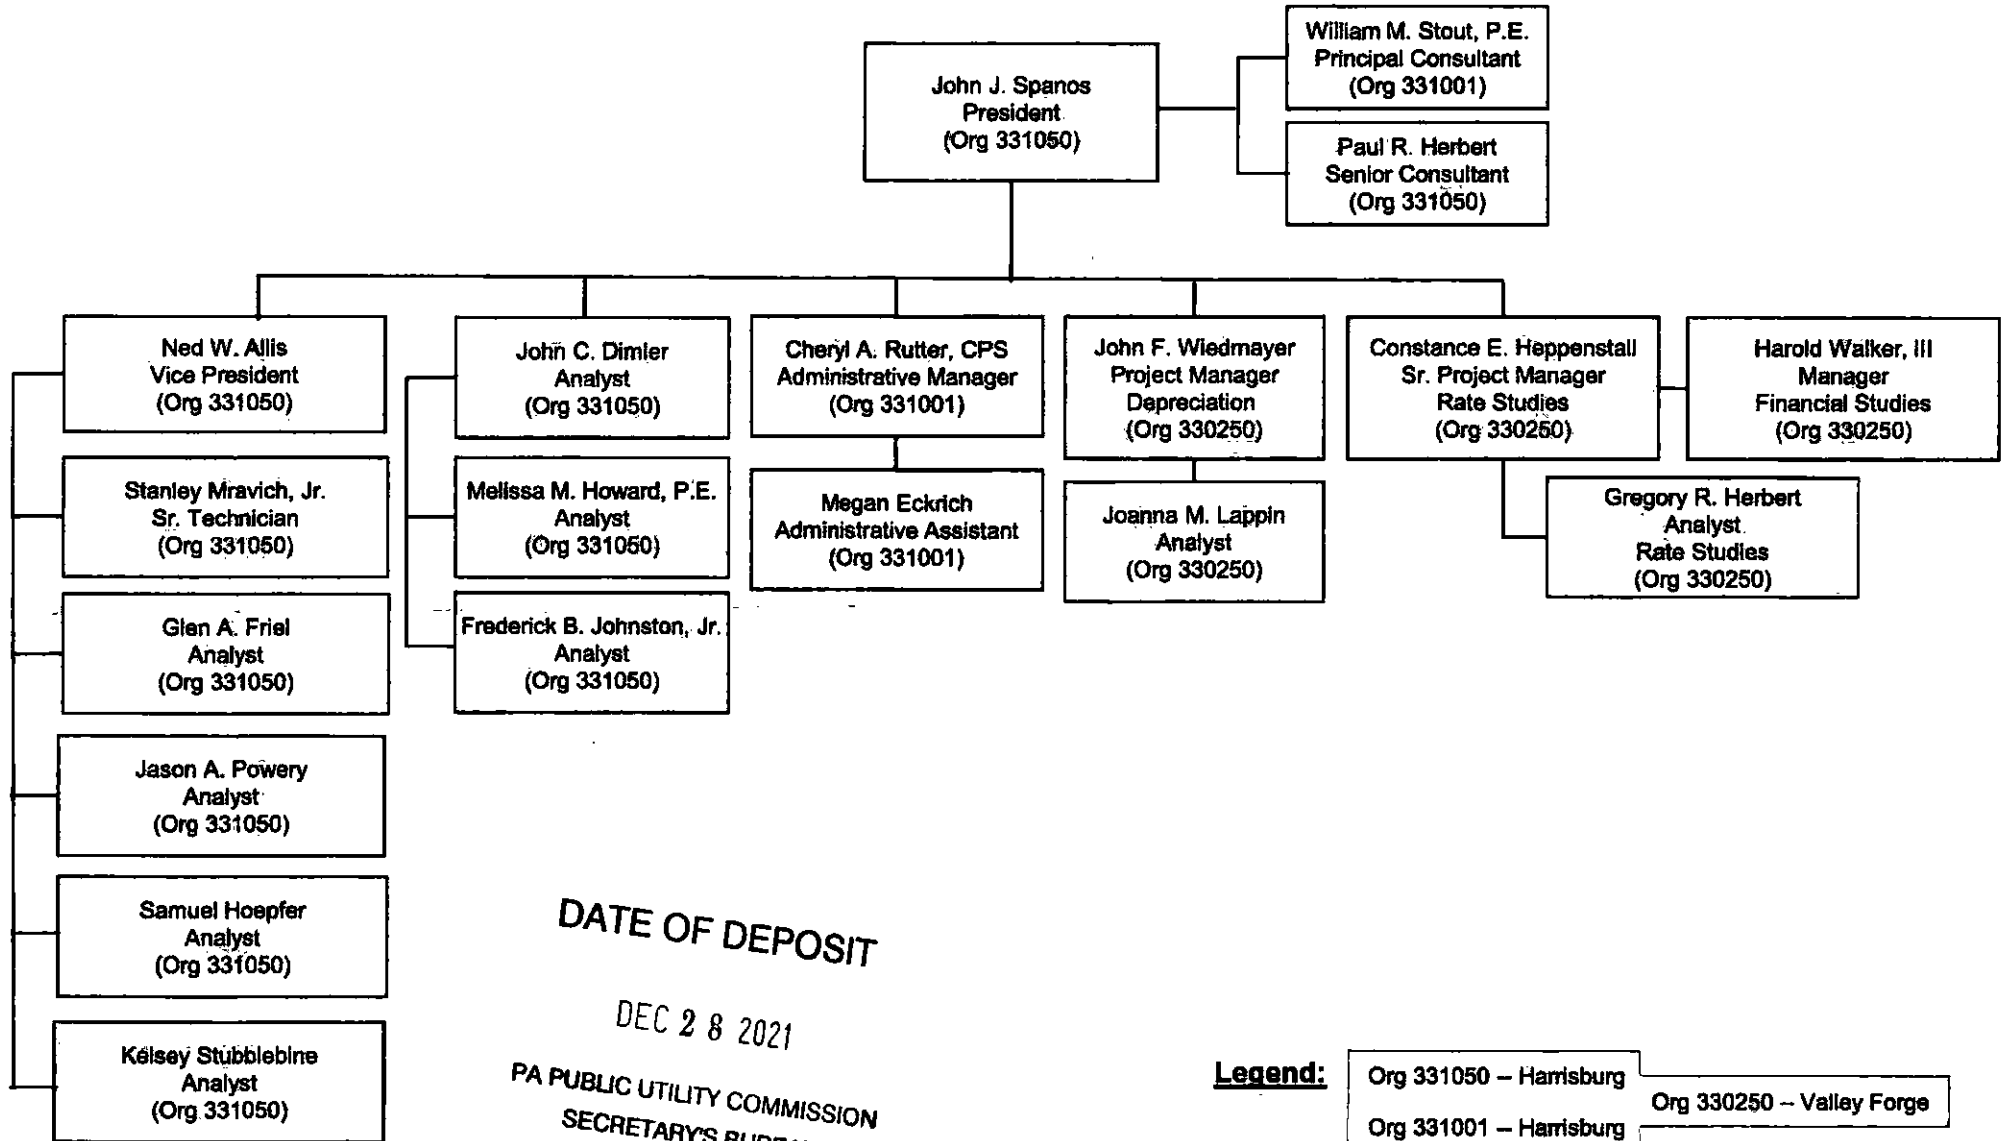 John J. Spanos
President
(Org 331050)
William M. Stout, P.E.
Principal Consultant
(Org 331001)
Paul R. Herbert
Senior Consultant
(Org 331050)
Ned W. Allis
Vice President
(Org 331050)
John C. Dimler
Analyst
(Org 331050)
Cheryl A. Rutter, CPS
Administrative Manager
(Org 331001)
John F. Wiedmayer
Project Manager
Depreciation
(Org 330250)
Constance E. Heppenstall
Sr. Project Manager
Rate Studies
(Org 330250)
Harold Walker, III
Manager
Financial Studies
(Org 330250)
Stanley Mravich, Jr.
Sr. Technician
(Org 331050)
Melissa M. Howard, P.E.
Analyst
(Org 331050)
Megan Eckrich
Administrative Assistant
(Org 331001)
Joanna M. Lappin
Analyst
(Org 330250)
Gregory R. Herbert
Analyst
Rate Studies
(Org 330250)
Glen A. Friel
Analyst
(Org 331050)
Frederick B. Johnston, Jr.
Analyst
(Org 331050)
Jason A. Powery
Analyst
(Org 331050)
Samuel Hoepfer
Analyst
(Org 331050)
Kelsey Stubblebine
Analyst
(Org 331050)
DATE OF DEPOSIT
DEC 28 2021
PA PUBLIC UTILITY COMMISSION
SECRETARY'S
Legend:
Org 331050 – Harrisburg
Org 331001 – Harrisburg
Org 330250 – Valley Forge